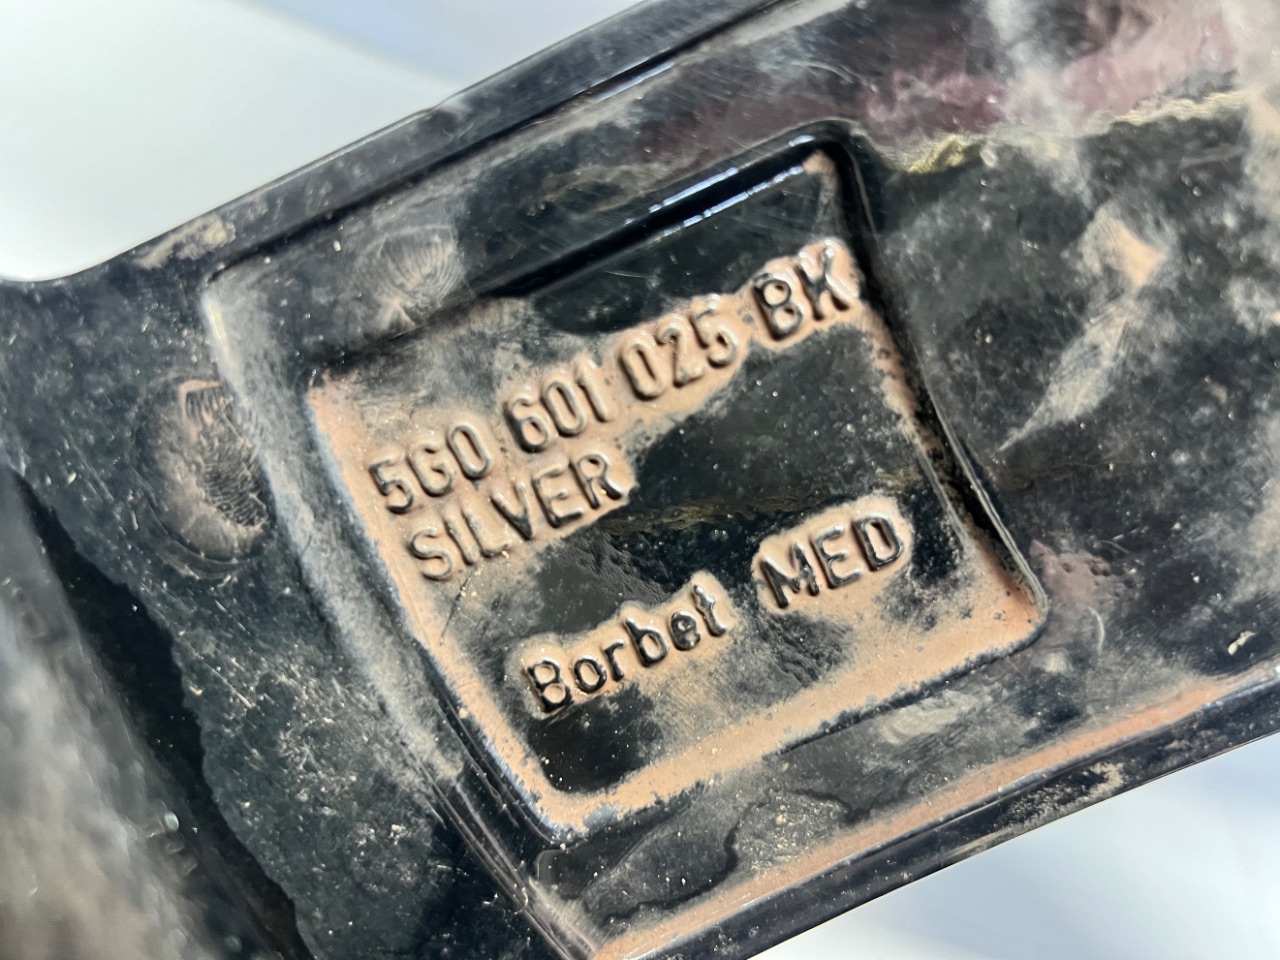 5G0 601 025 BK
SILVER
Borbet MED